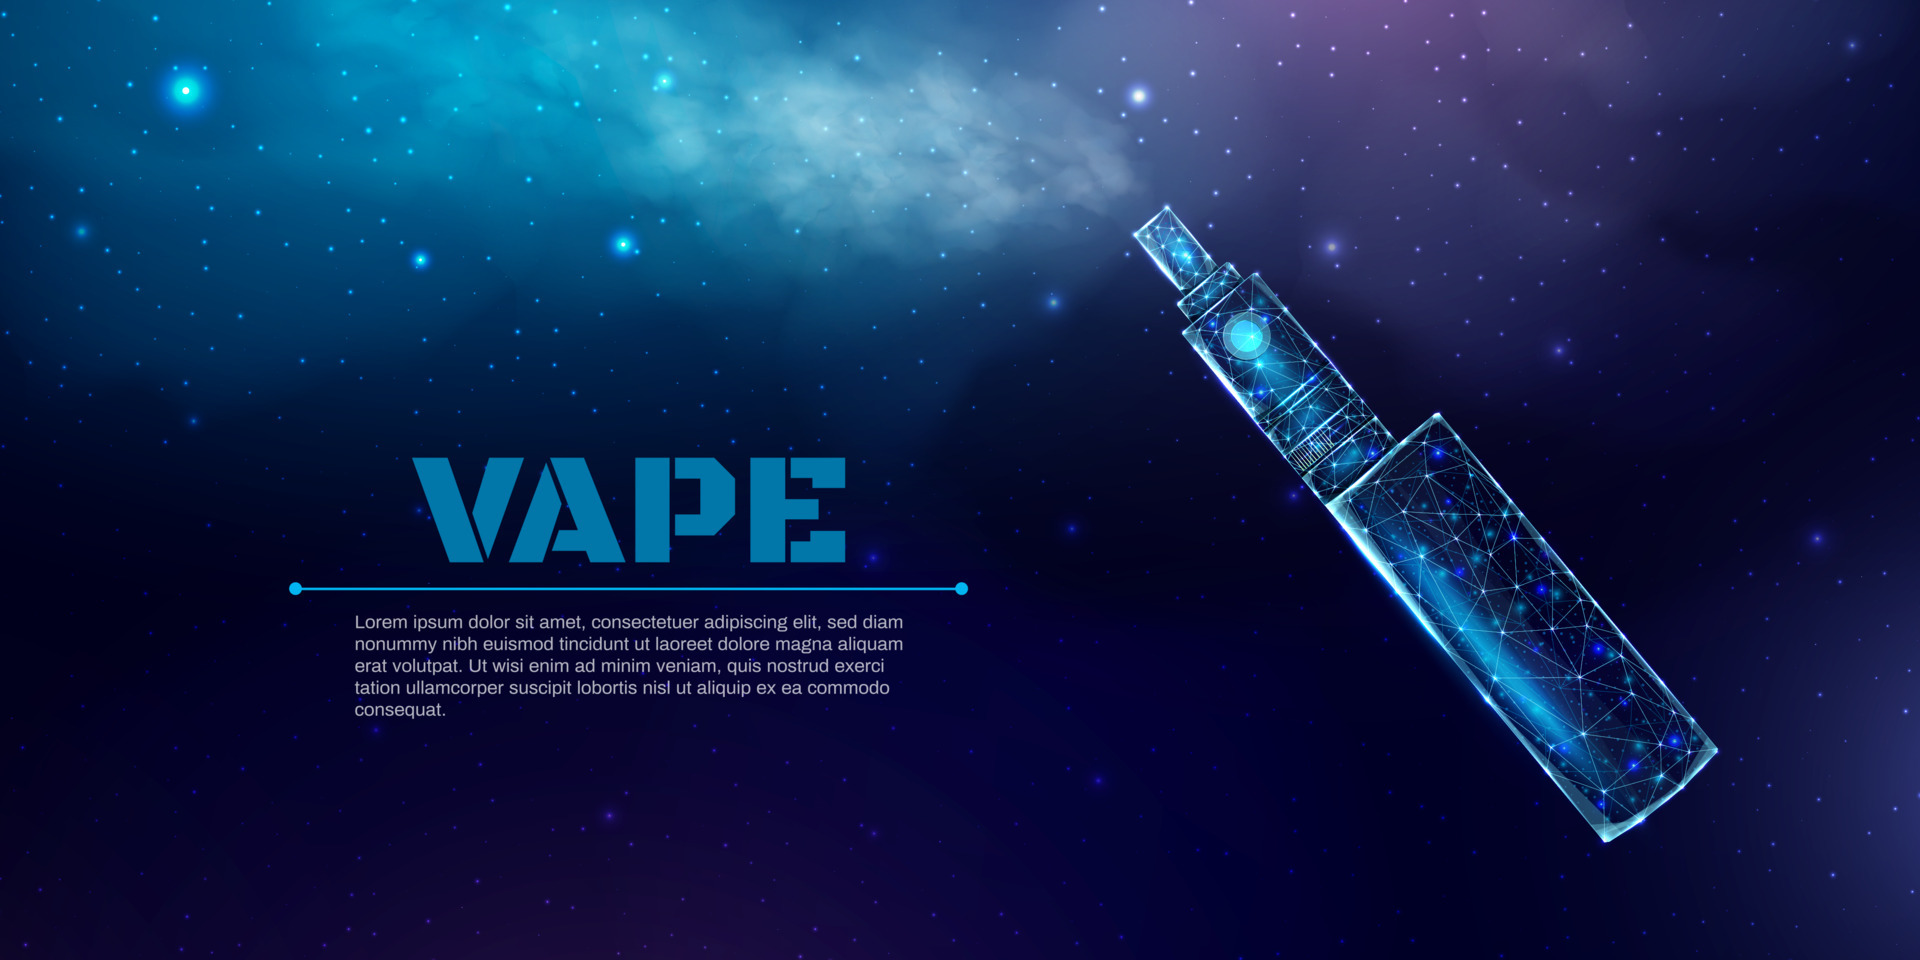 VAPE
Lorem ipsum dolor sit amet, consectetuer adipiscing elit, sed diam
nonummy nibh euismod tincidunt ut laoreet dolore magna aliquam
erat volutpat. Ut wisi enim ad minim veniam, quis nostrud exerci
tation ullamcorper suscipit lobortis nisl ut aliquip ex ea commodo
consequat.